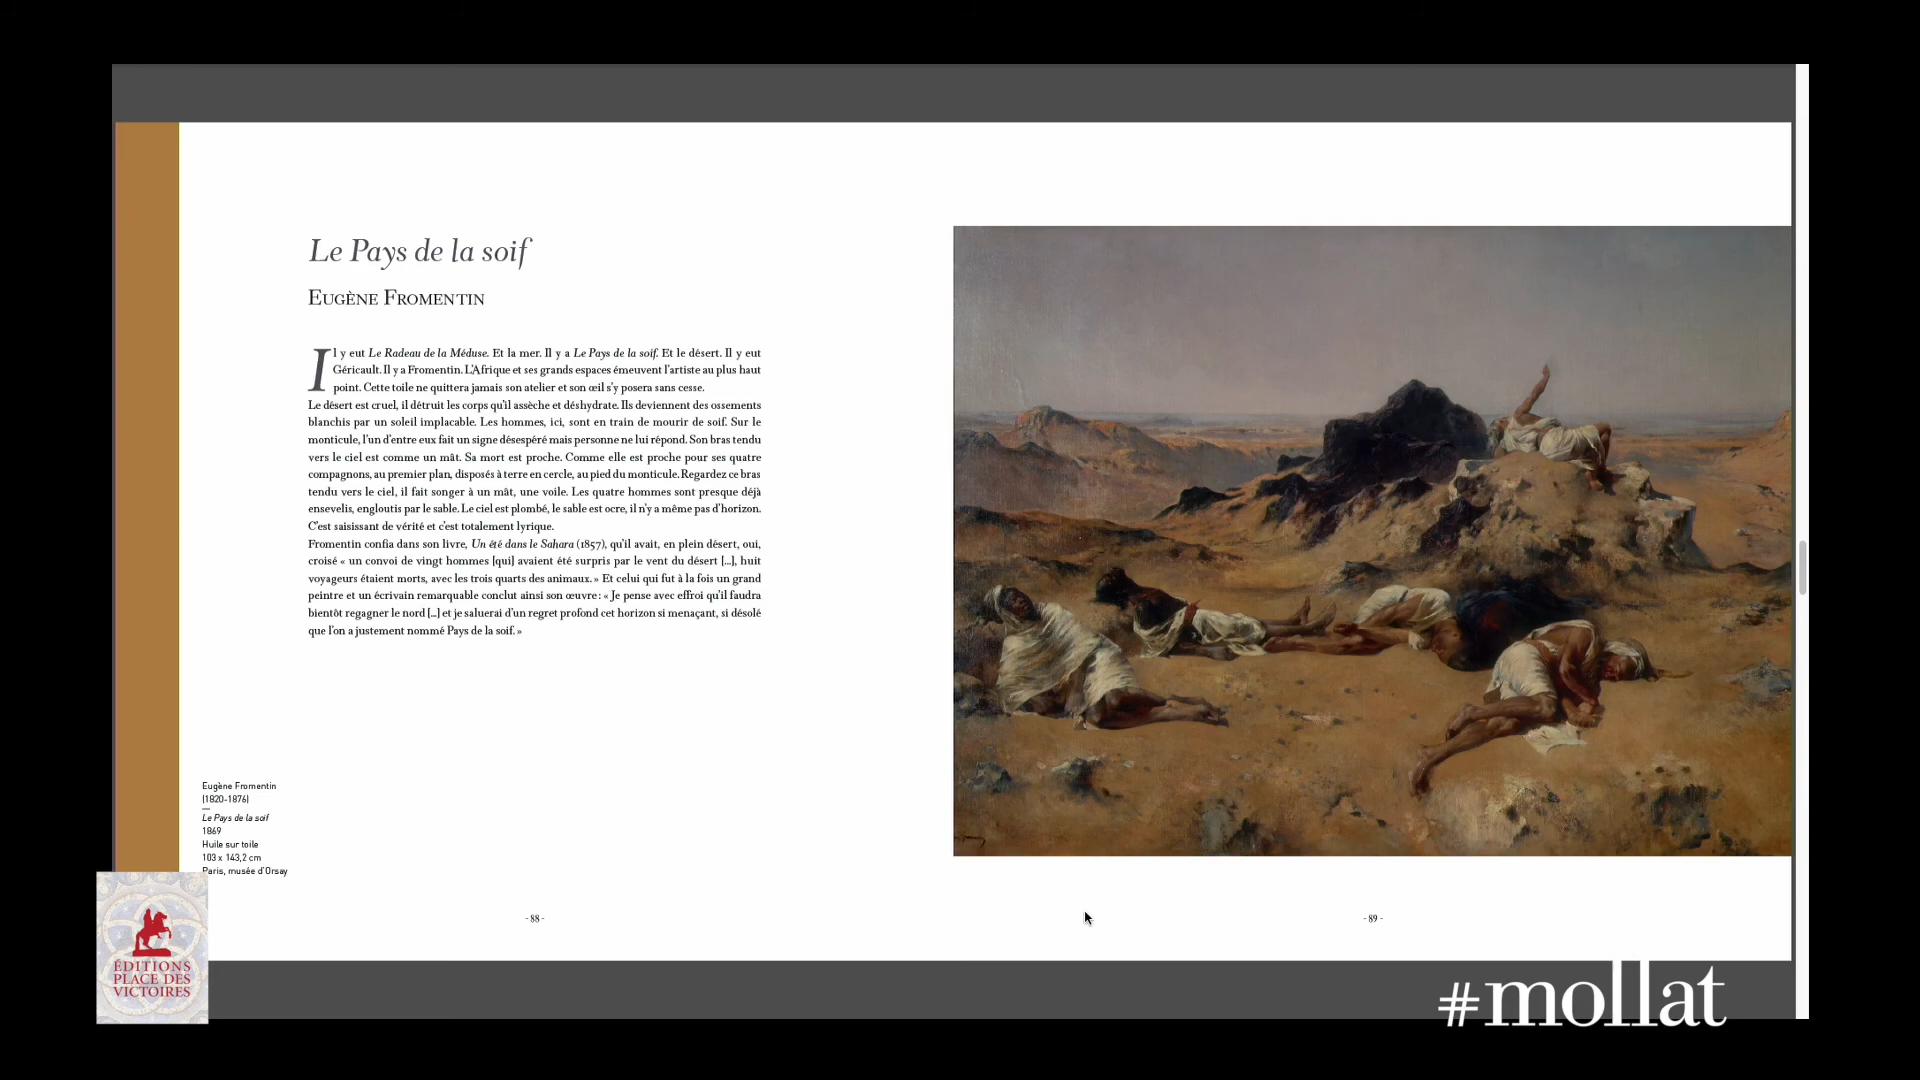 Le Pays de la soif
EUGÈNE FROMENTIN
Il y eut Le Radeau de la Méduse. Et la mer. Il y a Le Pays de la soif. Et le désert. Il y eut
Géricault. Il y a Fromentin. L'Afrique et ses grands espaces émeuvent l'artiste au plus haut
point. Cette toile ne quittera jamais son atelier et son œil s'y posera sans cesse.
Le désert est cruel, il détruit les corps qu'il assèche et déshydrate. Ils deviennent des ossements
blanchis par un soleil implacable. Les hommes, ici, sont en train de mourir de soif. Sur le
monticule, l'un d'entre eux fait un signe désespéré mais personne ne lui répond. Son bras tendu
vers le ciel est comme un mât. Sa mort est proche. Comme elle est proche pour ses quatre
compagnons, au premier plan, disposés à terre en cercle, au pied du monticule. Regardez ce bras
tendu vers le ciel, il fait songer à un mât, une voile. Les quatre hommes sont presque déjà
ensevelis, engloutis par le sable. Le ciel est plombé, le sable est ocre, il n'y a même pas d'horizon.
C'est saisissant de vérité et c'est totalement lyrique.
Fromentin confia dans son livre, Un été dans le Sahara (1857), qu'il avait, en plein désert, oui,
croisé « un convoi de vingt hommes [qui] avaient été surpris par le vent du désert [...], huit
voyageurs étaient morts, avec les trois quarts des animaux. » Et celui qui fut à la fois un grand
peintre et un écrivain remarquable conclut ainsi son œuvre : « Je pense avec effroi qu'il faudra
bientôt regagner le nord [...] et je saluerai d'un regret profond cet horizon si menaçant, si désolé
que l'on a justement nommé Pays de la soif. »
Eugène Fromentin
(1820-1876)
—
Le Pays de la soif
1869
Huile sur toile
103 x 143,2 cm
Paris, musée d'Orsay
- 88 -
- 89 -
ÉDITIONS
PLACE DES
VICTOIRES
#mollat